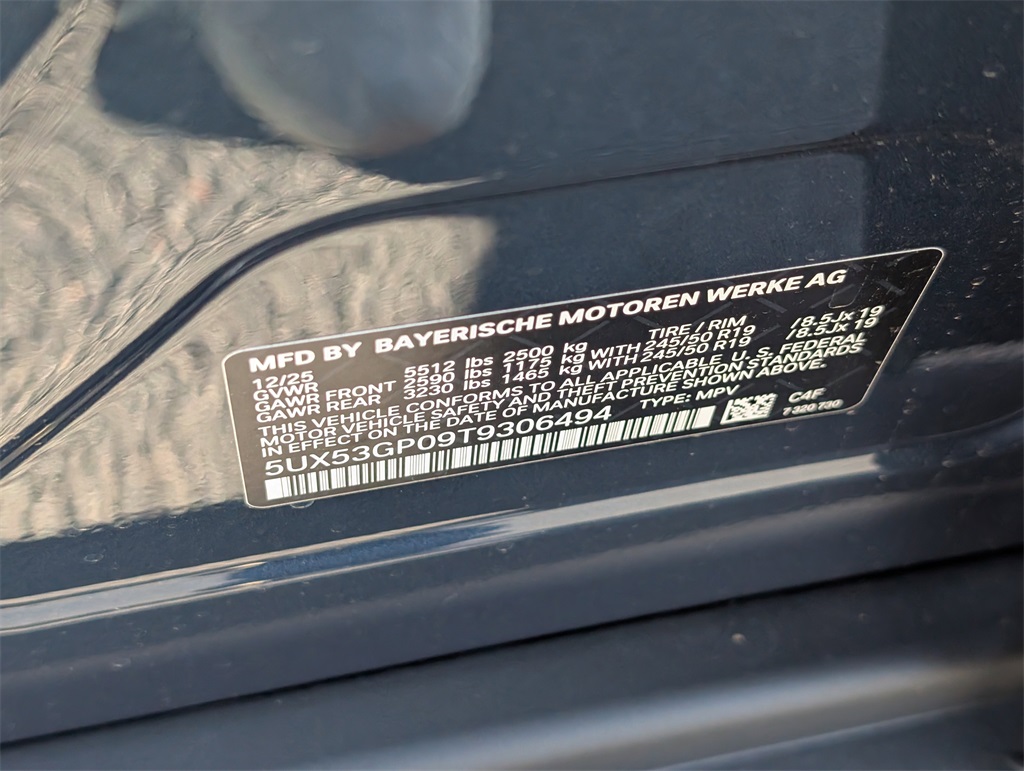 MFD BY BAYERISCHE MOTOREN WERKE AG
12/25 TIRE / RIM
GVWR 5512 lbs 2500 kg
GAWR FRONT 2590 lbs 1175 kg WITH 245/50 R19 /8.5Jx19
GAWR REAR 3230 lbs 1465 kg WITH 245/50 R19 /8.5Jx19
THIS VEHICLE CONFORMS TO ALL APPLICABLE U. S. FEDERAL
MOTOR VEHICLE SAFETY AND THEFT PREVENTION STANDARDS
IN EFFECT ON THE DATE OF MANUFACTURE SHOWN ABOVE.
5UX53GP09T9306494 TYPE: MPV C4F
7 320 730